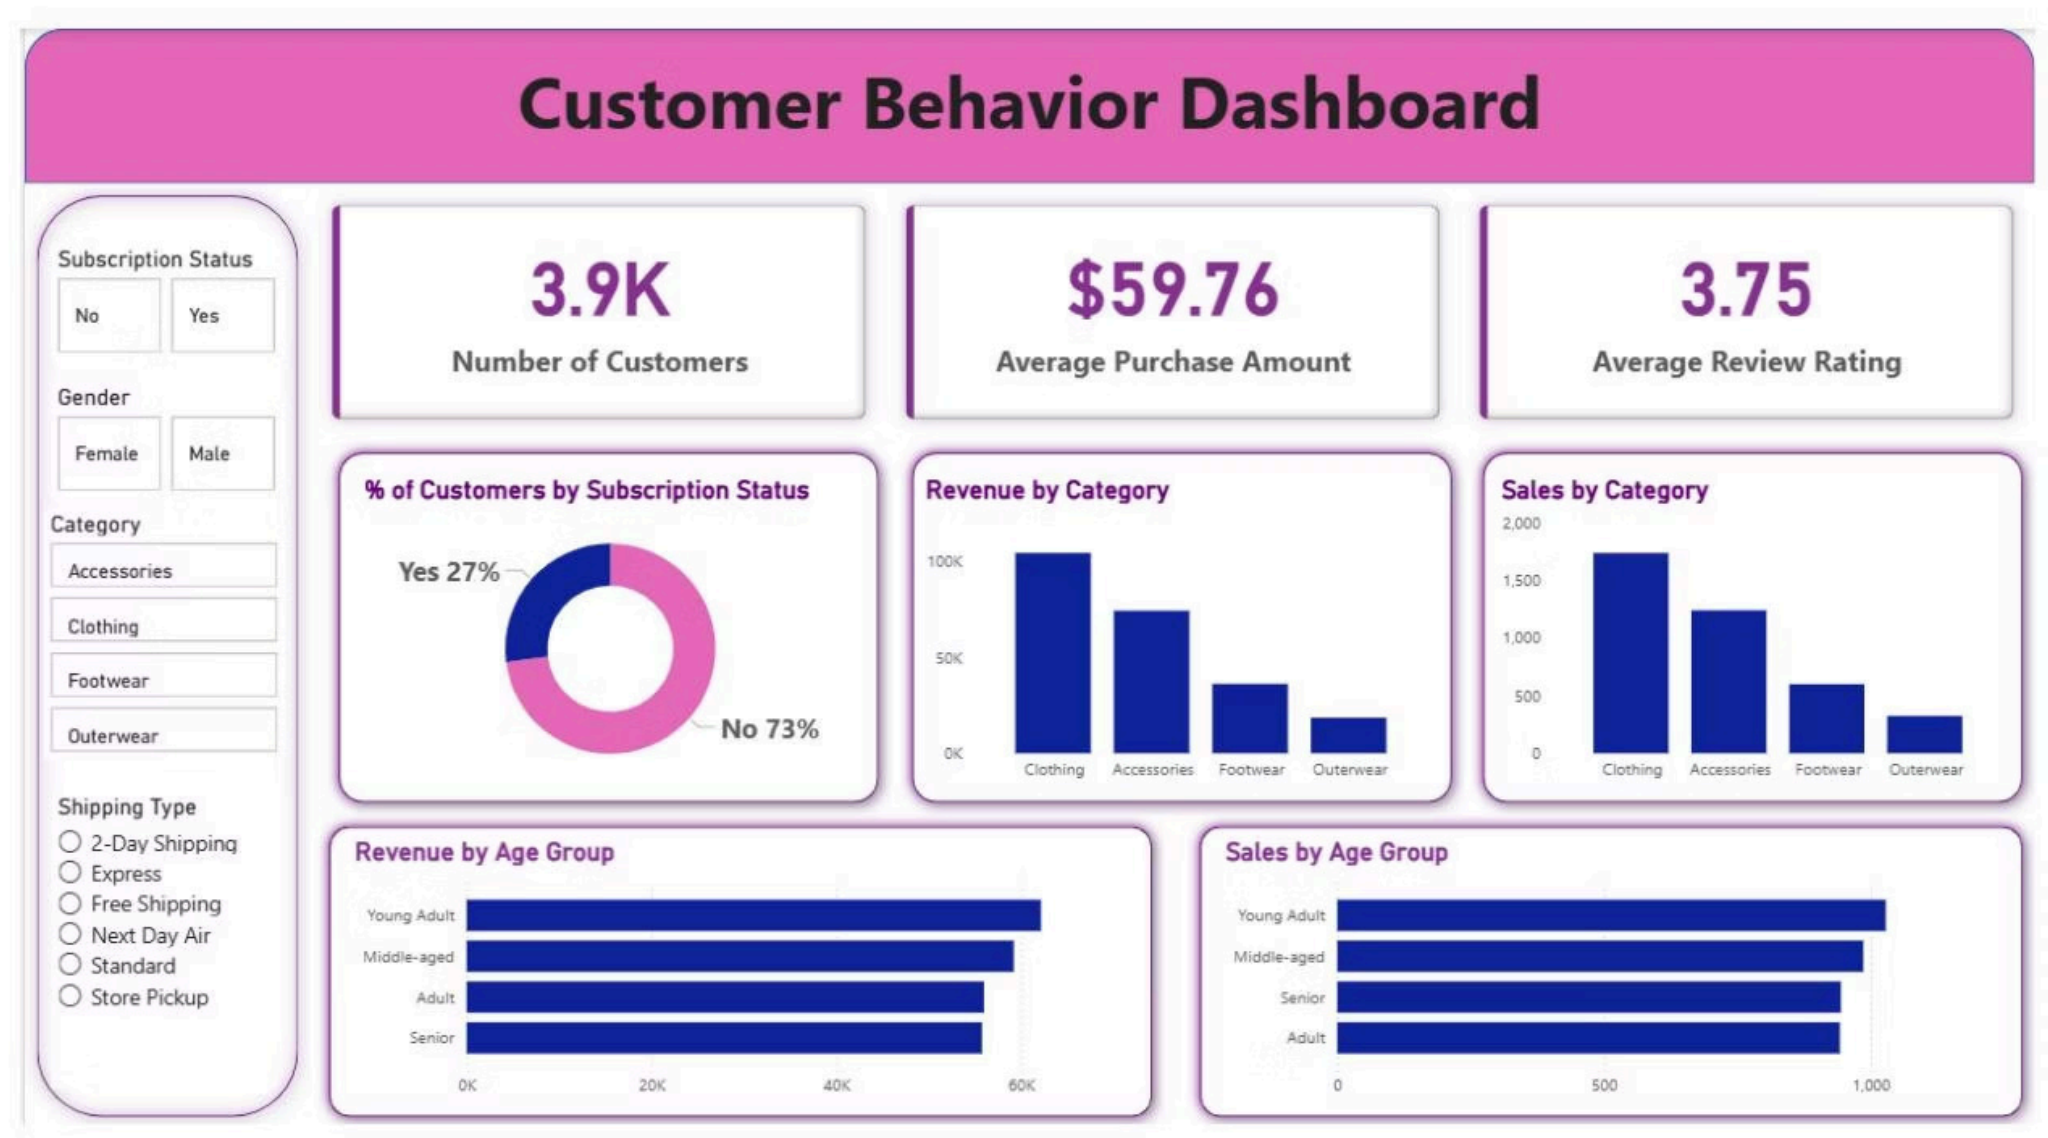 Customer Behavior Dashboard
Subscription Status
No
Yes
Gender
Female
Male
Category
Accessories
Clothing
Footwear
Outerwear
Shipping Type
2-Day Shipping
Express
Free Shipping
Next Day Air
Standard
Store Pickup
3.9K
Number of Customers
$59.76
Average Purchase Amount
3.75
Average Review Rating
% of Customers by Subscription Status
Yes 27%
No 73%
Revenue by Category
100K
50K
0K
Clothing
Accessories
Footwear
Outerwear
Sales by Category
2,000
1,500
1,000
500
0
Clothing
Accessories
Footwear
Outerwear
Revenue by Age Group
Young Adult
Middle-aged
Adult
Senior
0K
20K
40K
60K
Sales by Age Group
Young Adult
Middle-aged
Senior
Adult
0
500
1,000